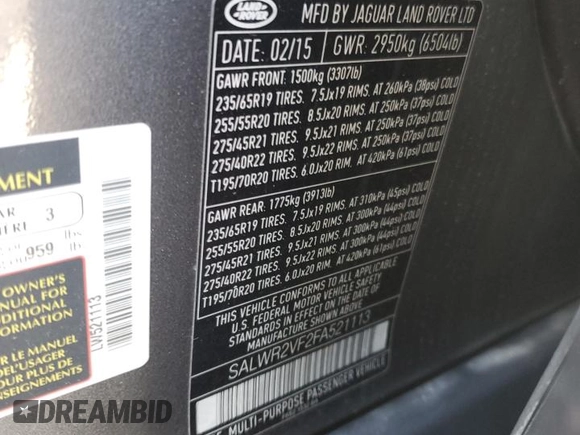 LAND ROVER
MFD BY JAGUAR LAND ROVER LTD
DATE: 02/15 GWR: 2950kg (6504lb)
GAWR FRONT: 1500kg (3307lb)
235/65R19 TIRES. 7.5Jx19 RIMS. AT 260kPa (38psi) COLD
255/55R20 TIRES. 8.5Jx20 RIMS. AT 250kPa (37psi) COLD
275/45R21 TIRES. 9.5Jx21 RIMS. AT 250kPa (37psi) COLD
275/40R22 TIRES. 9.5Jx22 RIMS. AT 250kPa (37psi) COLD
T195/70R20 TIRES. 6.0Jx20 RIM. AT 420kPa (61psi) COLD
GAWR REAR: 1775kg (3913lb)
235/65R19 TIRES. 7.5Jx19 RIMS. AT 310kPa (45psi) COLD
255/55R20 TIRES. 8.5Jx20 RIMS. AT 300kPa (44psi) COLD
275/45R21 TIRES. 9.5Jx21 RIMS. AT 300kPa (44psi) COLD
275/40R22 TIRES. 9.5Jx22 RIMS. AT 300kPa (44psi) COLD
T195/70R20 TIRES. 6.0Jx20 RIM. AT 420kPa (61psi) COLD
THIS VEHICLE CONFORMS TO ALL APPLICABLE
U.S. FEDERAL MOTOR VEHICLE SAFETY
STANDARDS IN EFFECT ON THE DATE OF
MANUFACTURE SHOWN ABOVE.
SALWR2VF2FA521113
MULTI-PURPOSE PASSENGER VEHICLE
EMENT
AR 3
959 lbs
OWNER'S
ANUAL FOR
DDITIONAL
FORMATION
IR LE MANUEL
DE L'USAGER
POUR PLUS DE
LW521113
DREAMBID